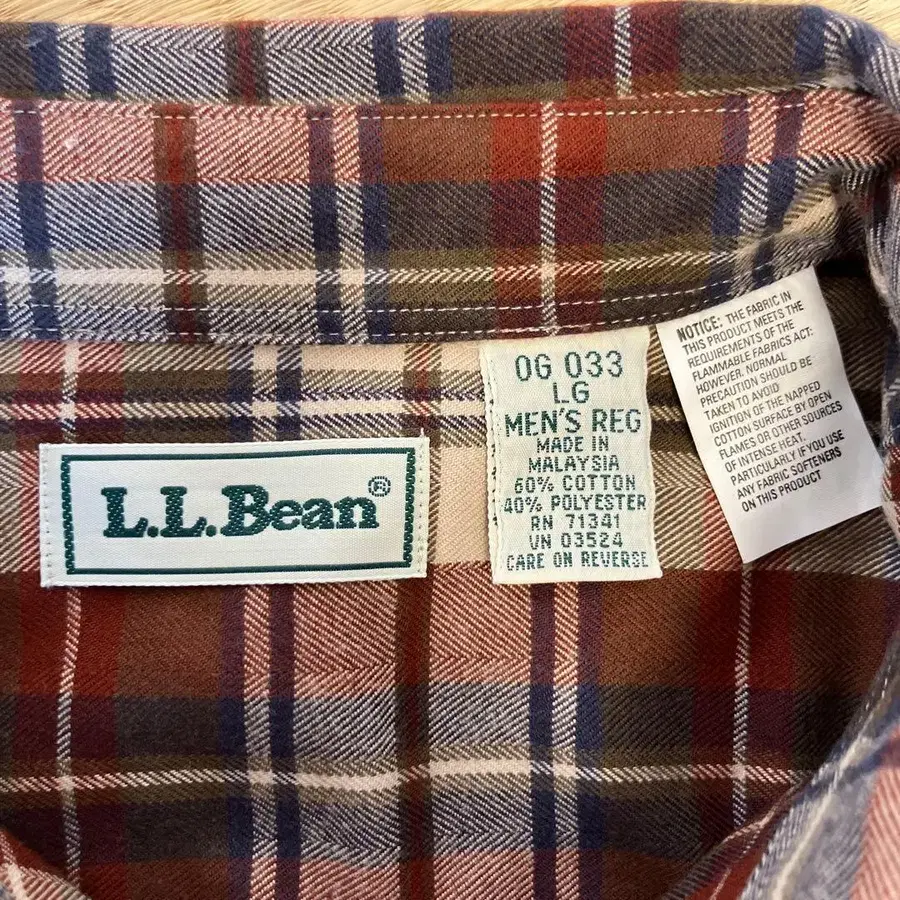 L.L.Bean®
OG 033
LG
MEN'S REG
MADE IN
MALAYSIA
60% COTTON
40% POLYESTER
RN 71341
VN 03524
CARE ON REVERSE
NOTICE: THE FABRIC IN
THIS PRODUCT MEETS THE
REQUIREMENTS OF THE
FLAMMABLE FABRICS ACT:
HOWEVER. NORMAL
PRECAUTION SHOULD BE
TAKEN TO AVOID
IGNITION OF THE NAPPED
COTTON SURFACE BY OPEN
FLAMES OR OTHER SOURCES
OF INTENSE HEAT.
PARTICULARLY IF YOU USE
ANY FABRIC SOFTENERS
ON THIS PRODUCT